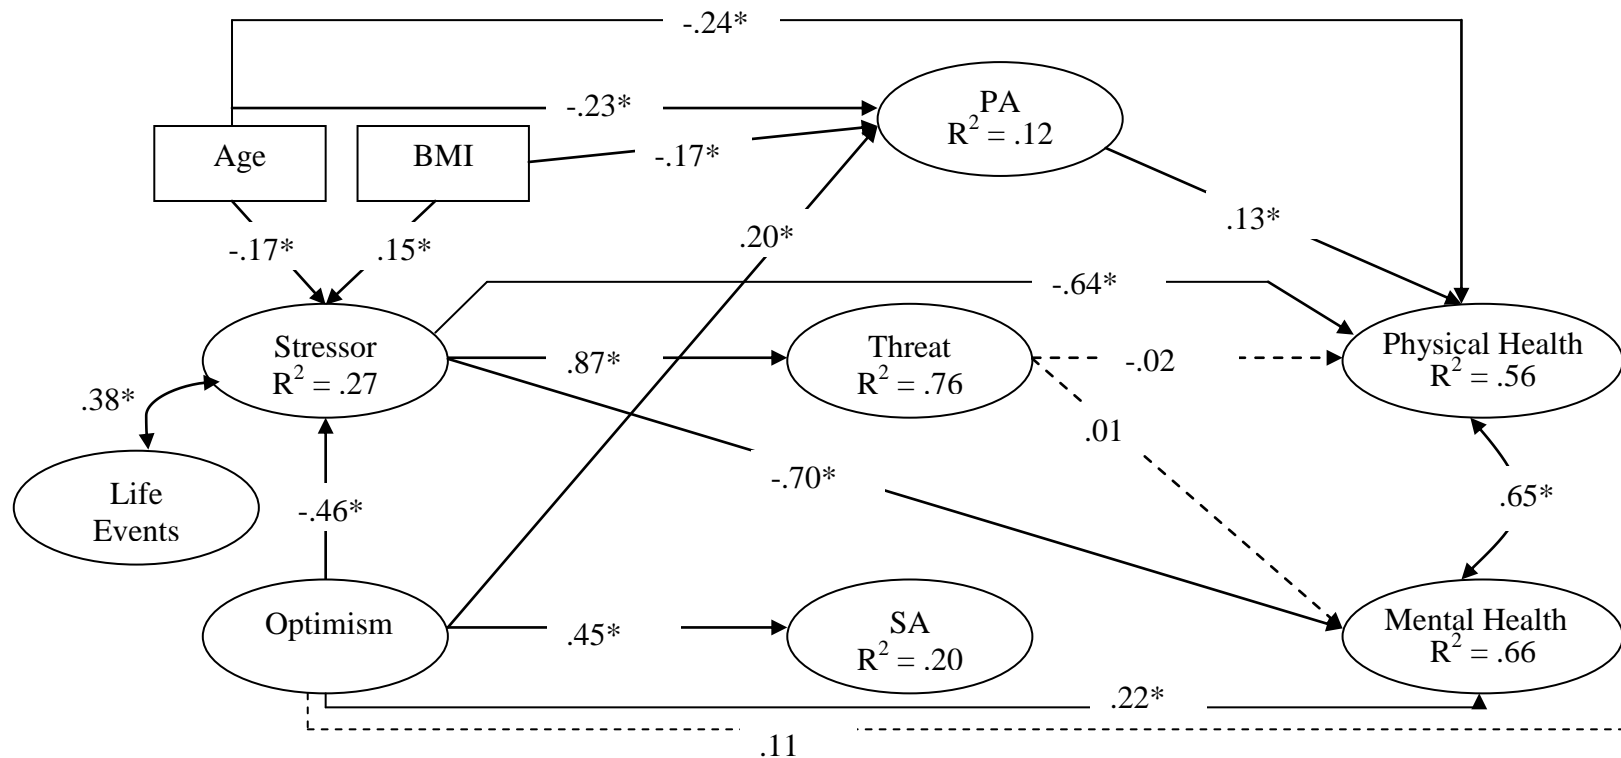 -.24*
-.23*
PA
R² = .12
Age
BMI
-.17*
.13*
-.17*
.15*
.20*
-.64*
Stressor
R² = .27
.87*
Threat
R² = .76
-.02
Physical Health
R² = .56
.38*
.01
Life
Events
-.46*
-.70*
.65*
Optimism
.45*
SA
R² = .20
Mental Health
R² = .66
.22*
.11